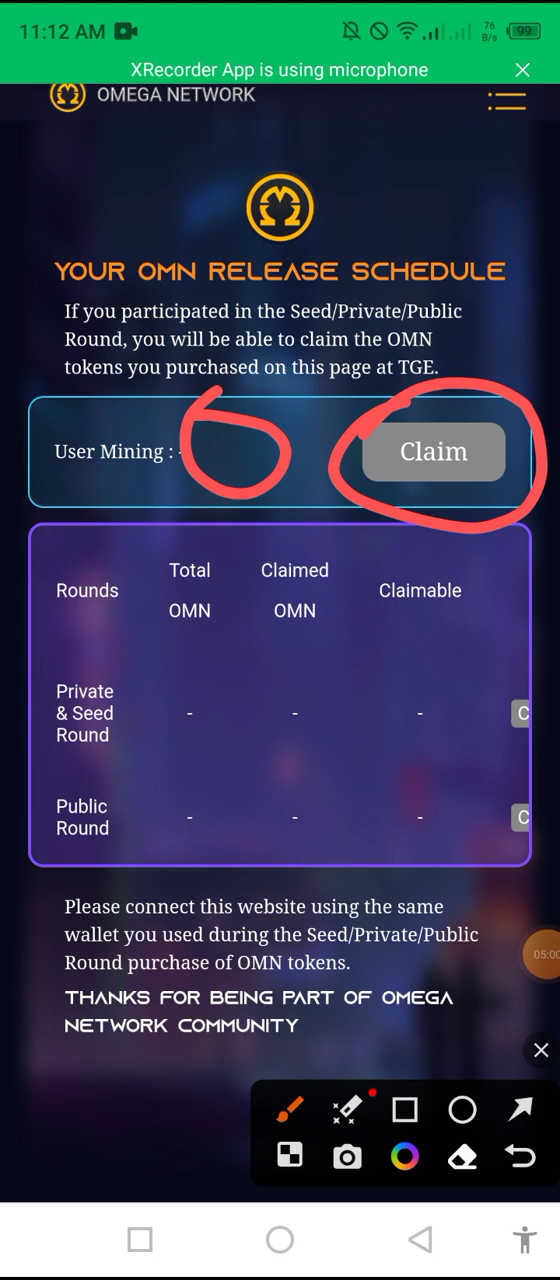 11:12 AM
76
B/s
99
XRecorder App is using microphone
OMEGA NETWORK
YOUR OMN RELEASE SCHEDULE
If you participated in the Seed/Private/Public
Round, you will be able to claim the OMN
tokens you purchased on this page at TGE.
User Mining : -
Claim
Rounds
Total
OMN
Claimed
OMN
Claimable
Private
& Seed
Round
-
-
-
C
Public
Round
-
-
-
C
Please connect this website using the same
wallet you used during the Seed/Private/Public
Round purchase of OMN tokens.
05:00
THANKS FOR BEING PART OF OMEGA
NETWORK COMMUNITY